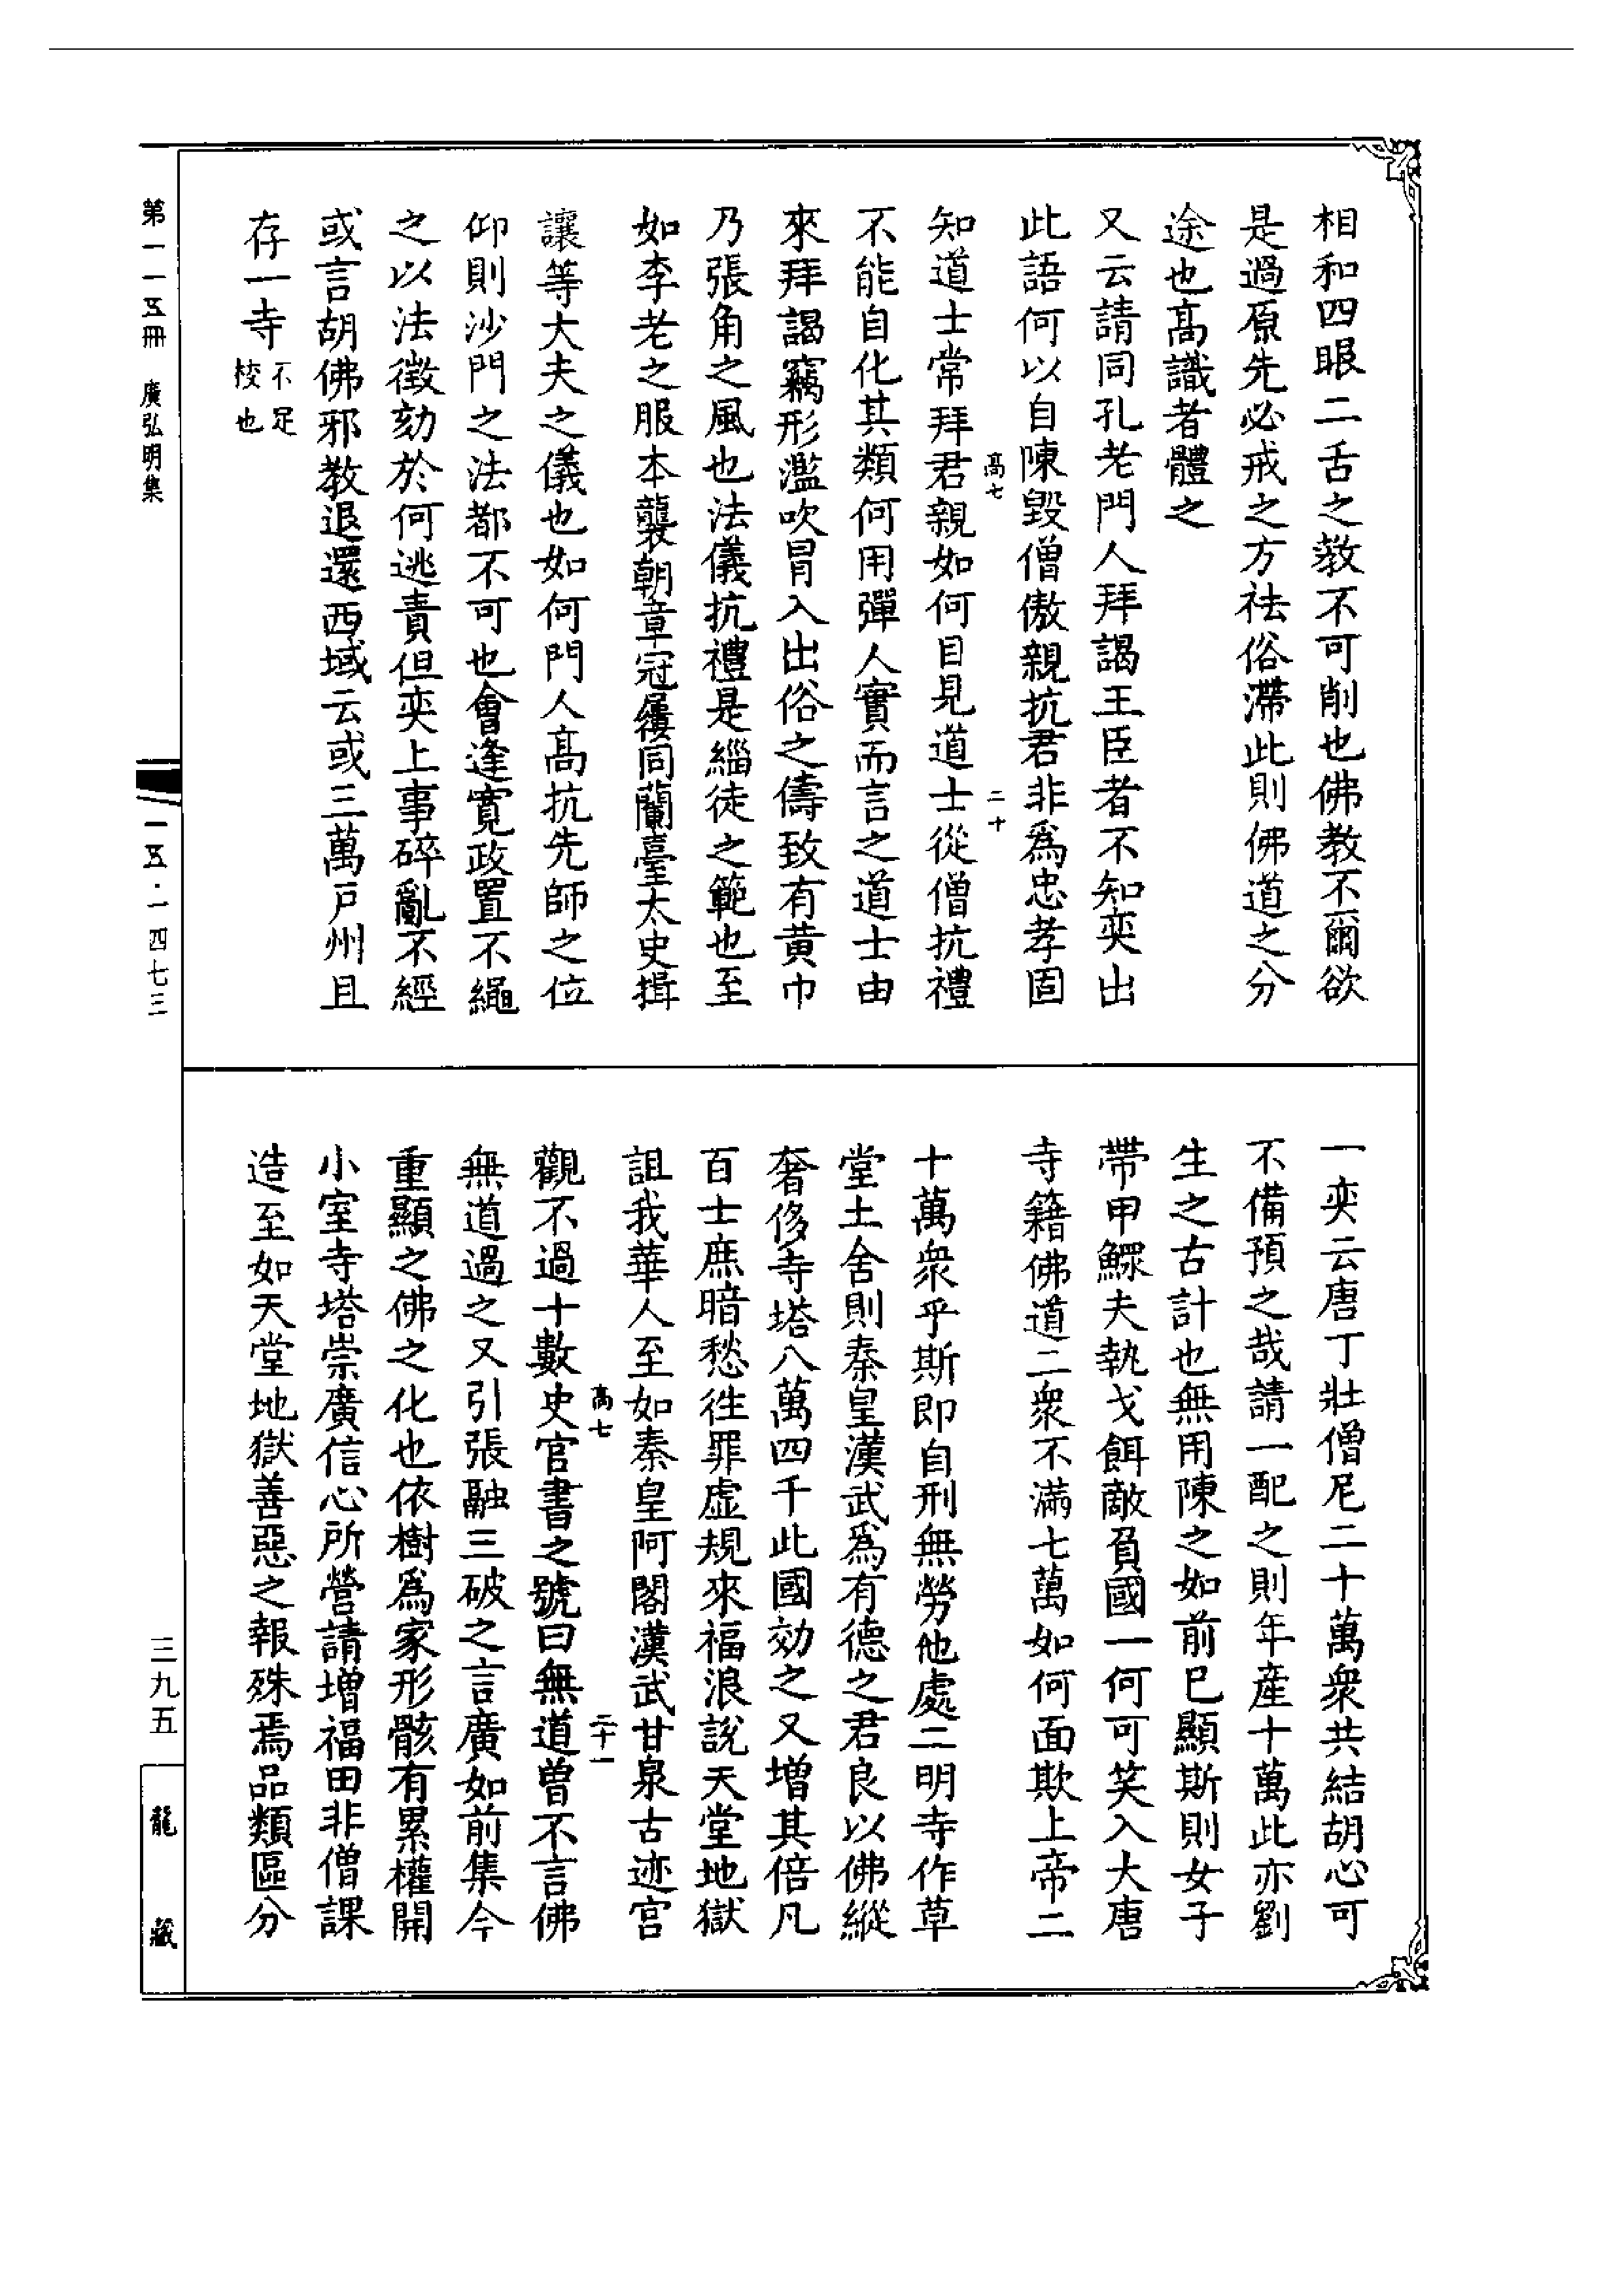 相和四眼二舌之教不可削也佛教不爾欲
是過原先必戒之方祛俗滯此則佛道之分
途也高識者體之
又云請同孔老門人拜謁王臣者不知奕出
此語何以自陳毀僧傲親抗君非爲忠孝固
高七
二十
知道士常拜君親如何目見道士從僧抗禮
不能自化其類何用彈人實而言之道士由
來拜謁竊形濫吹冒入出俗之儔致有黄巾
乃張角之風也法儀抗禮是緇徒之範也至
如李老之服本襲朝章冠屨同蘭臺太史揖
讓等大夫之儀也如何門人高抗先師之位
仰則沙門之法都不可也會逢寬政置不繩
之以法徵劾於何逃責但奕上事碎亂不經
或言胡佛邪教退還西域云或三萬戶州且
存一寺不足
校也
一奕云唐丁壯僧尼二十萬衆共結胡心可
不備預之哉請一配之則年産十萬此亦劉
生之古計也無用陳之如前已顯斯則女子
帶甲鰥夫執戈餌敵負國一何可笑入大唐
寺籍佛道二衆不滿七萬如何面欺上帝二
十萬衆乎斯即自刑無勞他處二明寺作草
堂土舍則秦皇漢武爲有德之君良以佛縱
奢侈寺塔八萬四千此國効之又增其倍凡
百士庶暗愁徃罪虚規來福浪說天堂地獄
詛我華人至如秦皇阿閣漢武甘泉古迹宫
高七
二十一
觀不過十數史官書之號曰無道曽不言佛
無道過之又引張融三破之言廣如前集今
重顯之佛之化也依樹爲家形骸有累權開
小室寺塔崇廣信心所營請增福田非僧課
造至如天堂地獄善惡之報殊焉品類區分
第一一五冊　廣弘明集
一一五·一四七三
三九五
龍藏